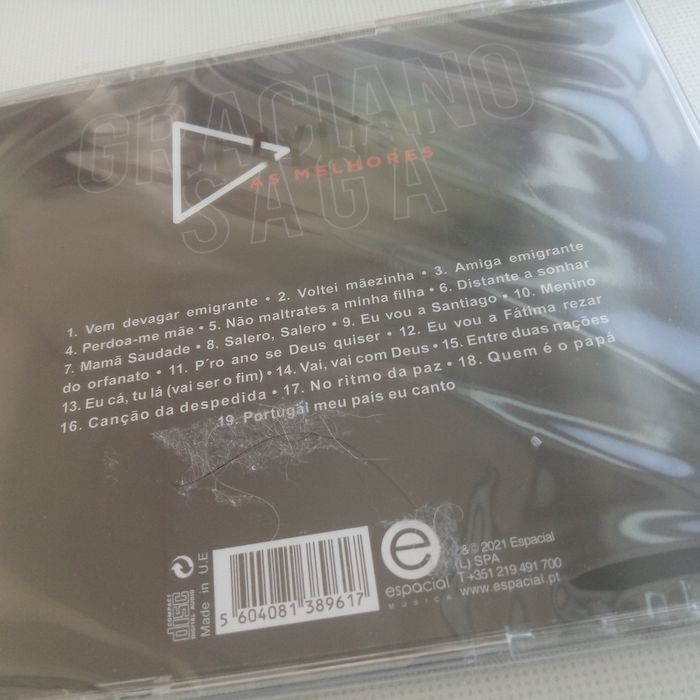 GRACIANO
SAGA
AS MELHORES
1. Vem devagar emigrante • 2. Voltei mãezinha • 3. Amiga emigrante
4. Perdoa-me mãe • 5. Não maltrates a minha filha • 6. Distante a sonhar
7. Mamã Saudade • 8. Salero, Salero • 9. Eu vou a Santiago • 10. Menino
do orfanato • 11. P'ro ano se Deus quiser • 12. Eu vou a Fátima rezar
13. Eu cá, tu lá (vai ser o fim) • 14. Vai, vai com Deus • 15. Entre duas nações
16. Canção da despedida • 17. No ritmo da paz • 18. Quem é o papá
19. Portugal meu país eu canto
COMPACT
disc
DIGITAL AUDIO
Made in U.E
5 604081 389617
e
espacial
MÚSICA
& © 2021 Espacial
(L) SPA
T +351 219 491 700
www.espacial.pt